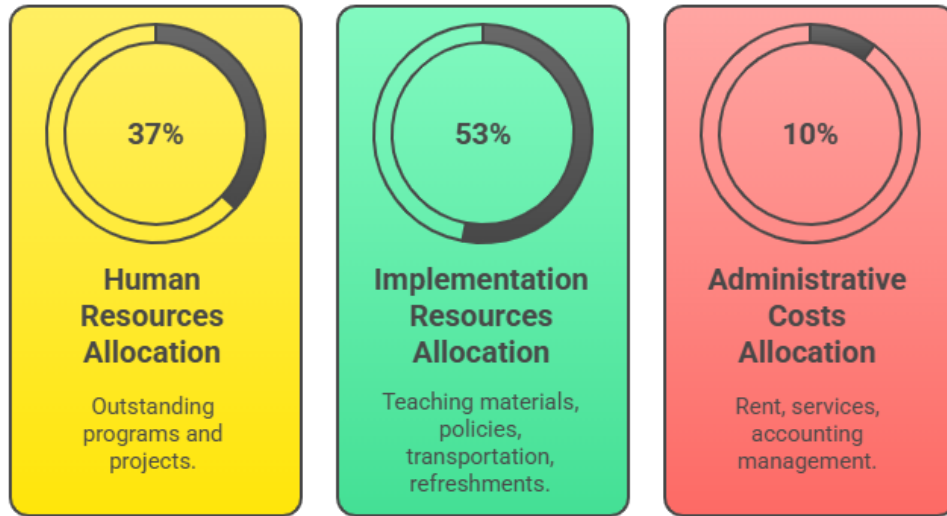 37%
Human
Resources
Allocation
Outstanding
programs and
projects.
53%
Implementation
Resources
Allocation
Teaching materials,
policies,
transportation,
refreshments.
10%
Administrative
Costs
Allocation
Rent, services,
accounting
management.